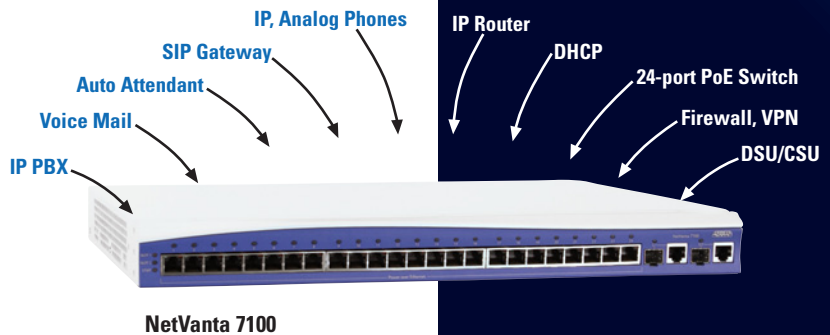 IP, Analog Phones
IP Router
SIP Gateway
DHCP
Auto Attendant
24-port PoE Switch
Voice Mail
Firewall, VPN
IP PBX
DSU/CSU
NetVanta 7100